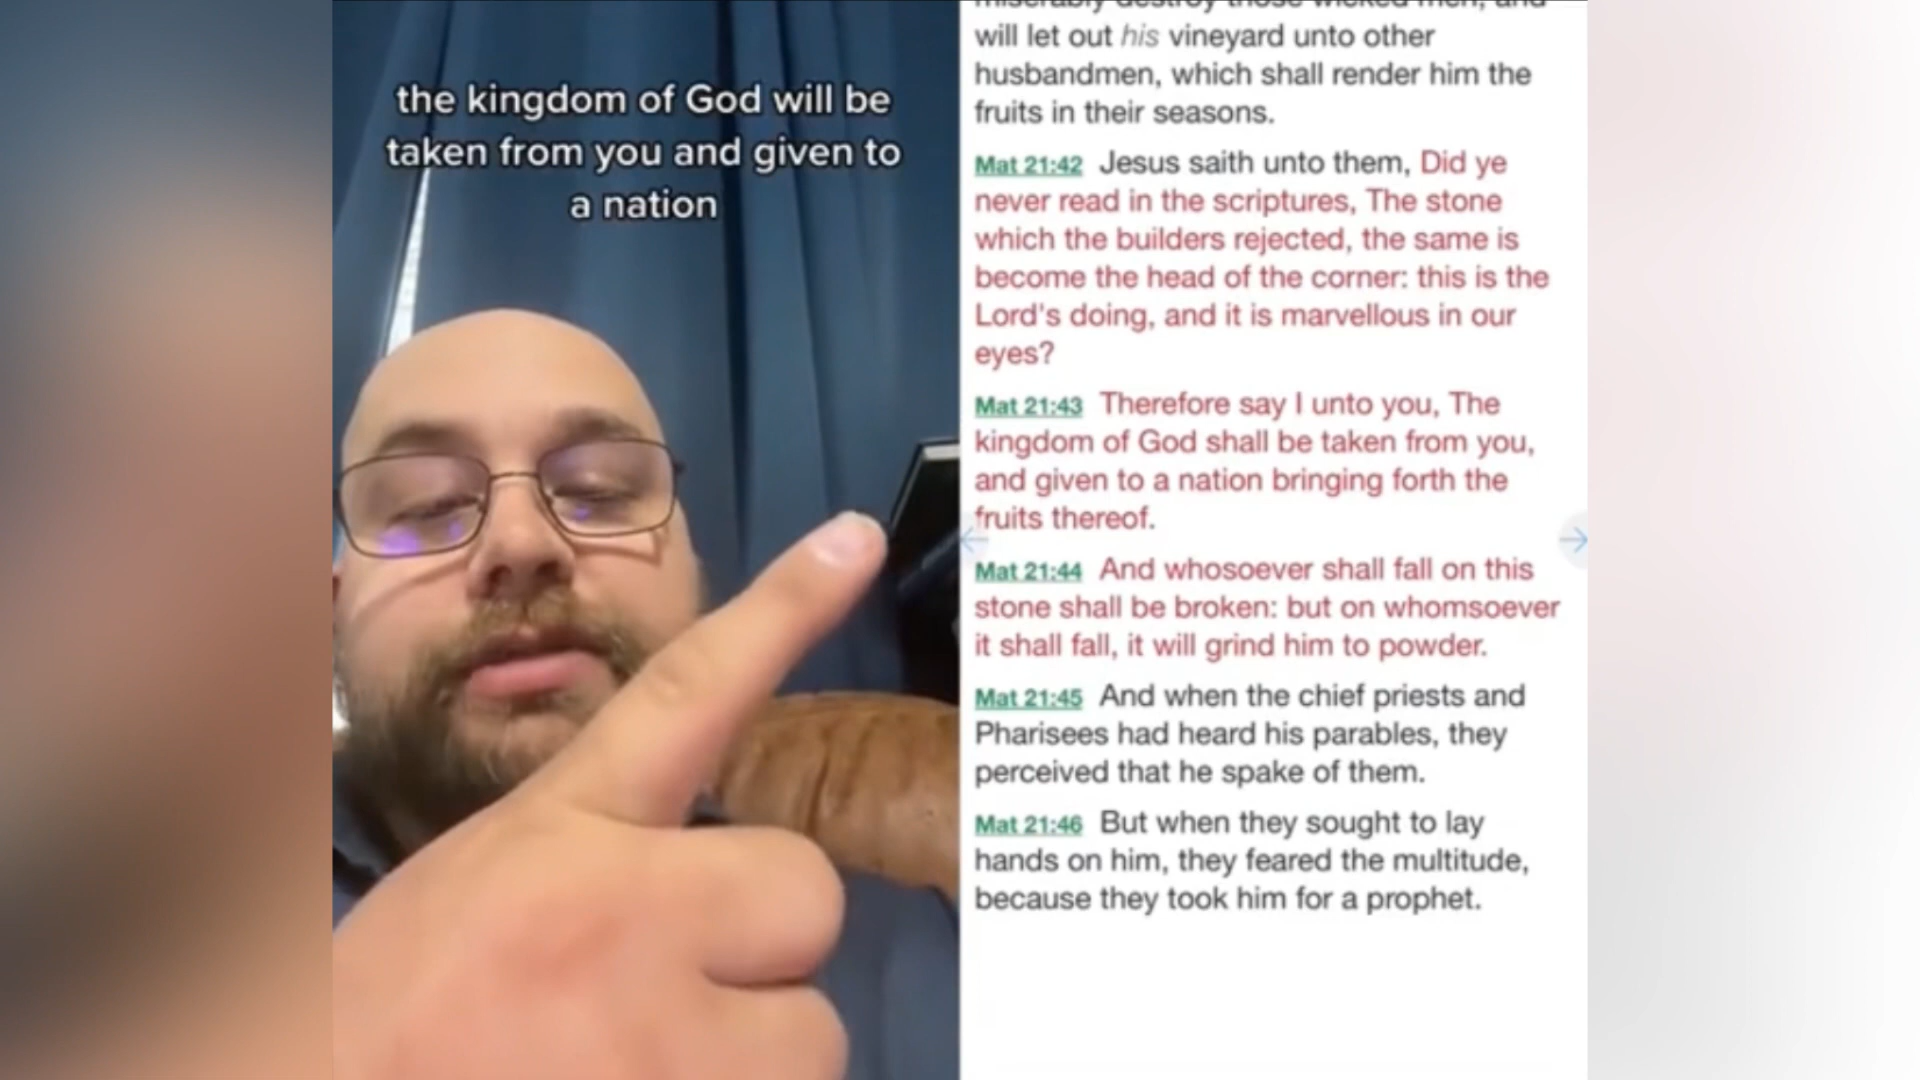 the kingdom of God will be
taken from you and given to
a nation
miserably destroy those wicked men, and
will let out his vineyard unto other
husbandmen, which shall render him the
fruits in their seasons.
Mat 21:42 Jesus saith unto them, Did ye
never read in the scriptures, The stone
which the builders rejected, the same is
become the head of the corner: this is the
Lord's doing, and it is marvellous in our
eyes?
Mat 21:43 Therefore say I unto you, The
kingdom of God shall be taken from you,
and given to a nation bringing forth the
fruits thereof.
Mat 21:44 And whosoever shall fall on this
stone shall be broken: but on whomsoever
it shall fall, it will grind him to powder.
Mat 21:45 And when the chief priests and
Pharisees had heard his parables, they
perceived that he spake of them.
Mat 21:46 But when they sought to lay
hands on him, they feared the multitude,
because they took him for a prophet.